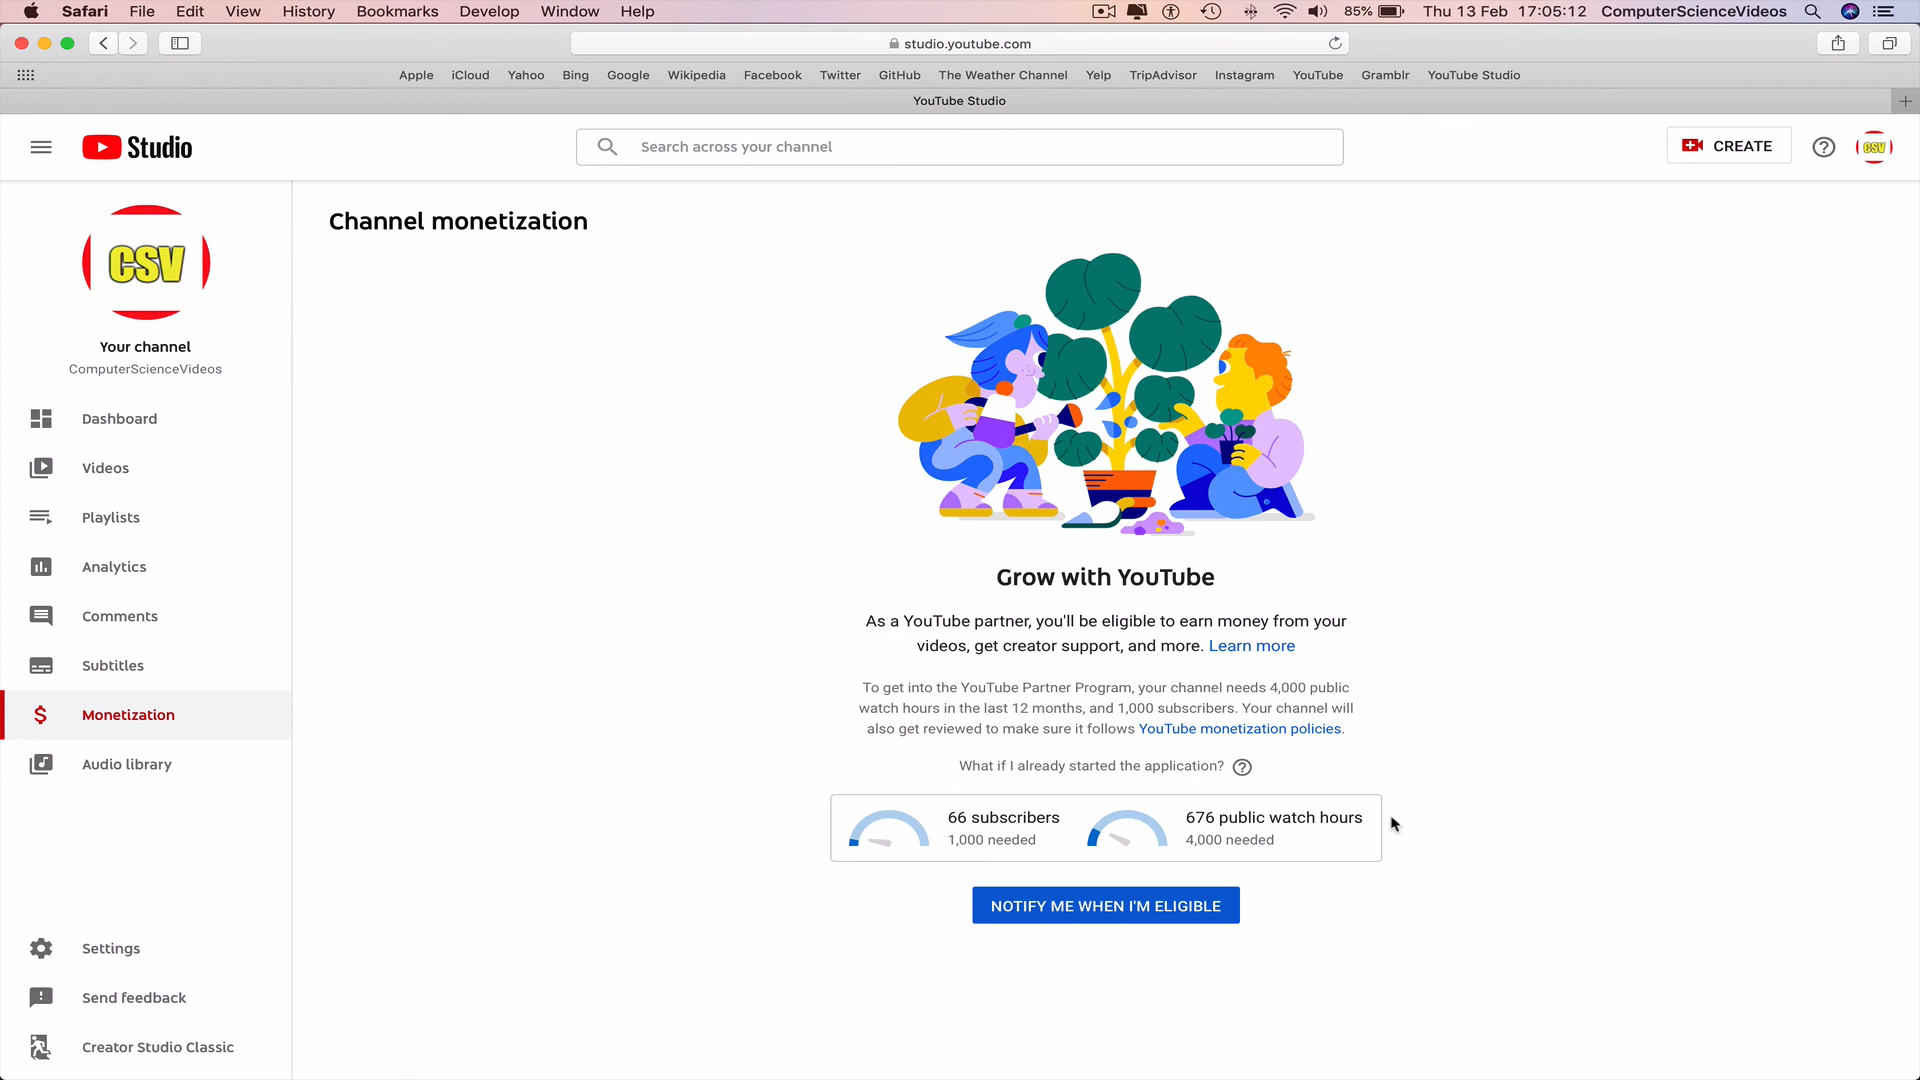 Safari File Edit View History Bookmarks Develop Window Help 85% Thu 13 Feb 17:05:12 ComputerScienceVideos
studio.youtube.com
Apple iCloud Yahoo Bing Google Wikipedia Facebook Twitter GitHub The Weather Channel Yelp TripAdvisor Instagram YouTube Gramblr YouTube Studio
YouTube Studio
Studio
Search across your channel
CREATE
CSV
CSV
Your channel
ComputerScienceVideos
Dashboard
Videos
Playlists
Analytics
Comments
Subtitles
Monetization
Audio library
Settings
Send feedback
Creator Studio Classic
Channel monetization
Grow with YouTube
As a YouTube partner, you'll be eligible to earn money from your
videos, get creator support, and more. Learn more
To get into the YouTube Partner Program, your channel needs 4,000 public
watch hours in the last 12 months, and 1,000 subscribers. Your channel will
also get reviewed to make sure it follows YouTube monetization policies.
What if I already started the application?
66 subscribers
1,000 needed
676 public watch hours
4,000 needed
NOTIFY ME WHEN I'M ELIGIBLE